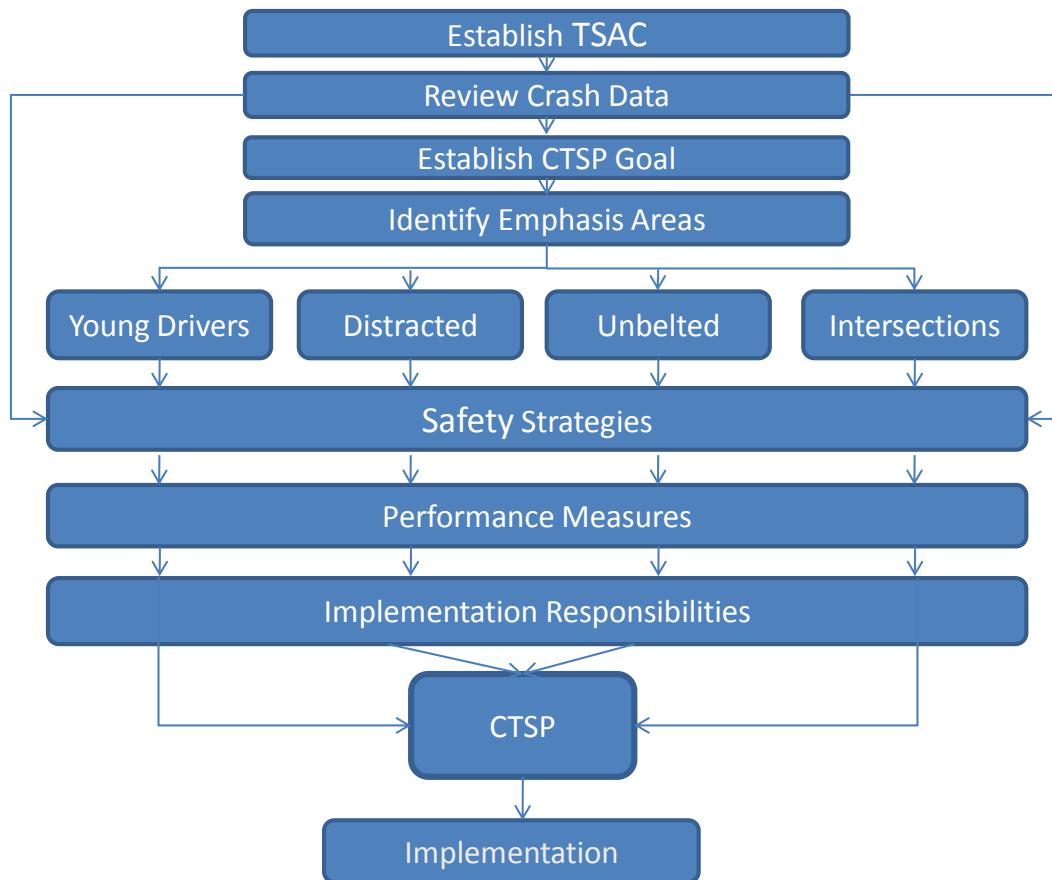 Establish TSAC
Review Crash Data
Establish CTSP Goal
Identify Emphasis Areas
Young Drivers
Distracted
Unbelted
Intersections
Safety Strategies
Performance Measures
Implementation Responsibilities
CTSP
Implementation